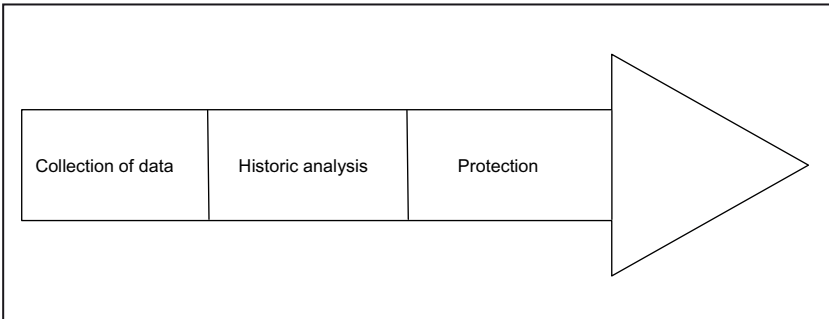 Collection of data
Historic analysis
Protection